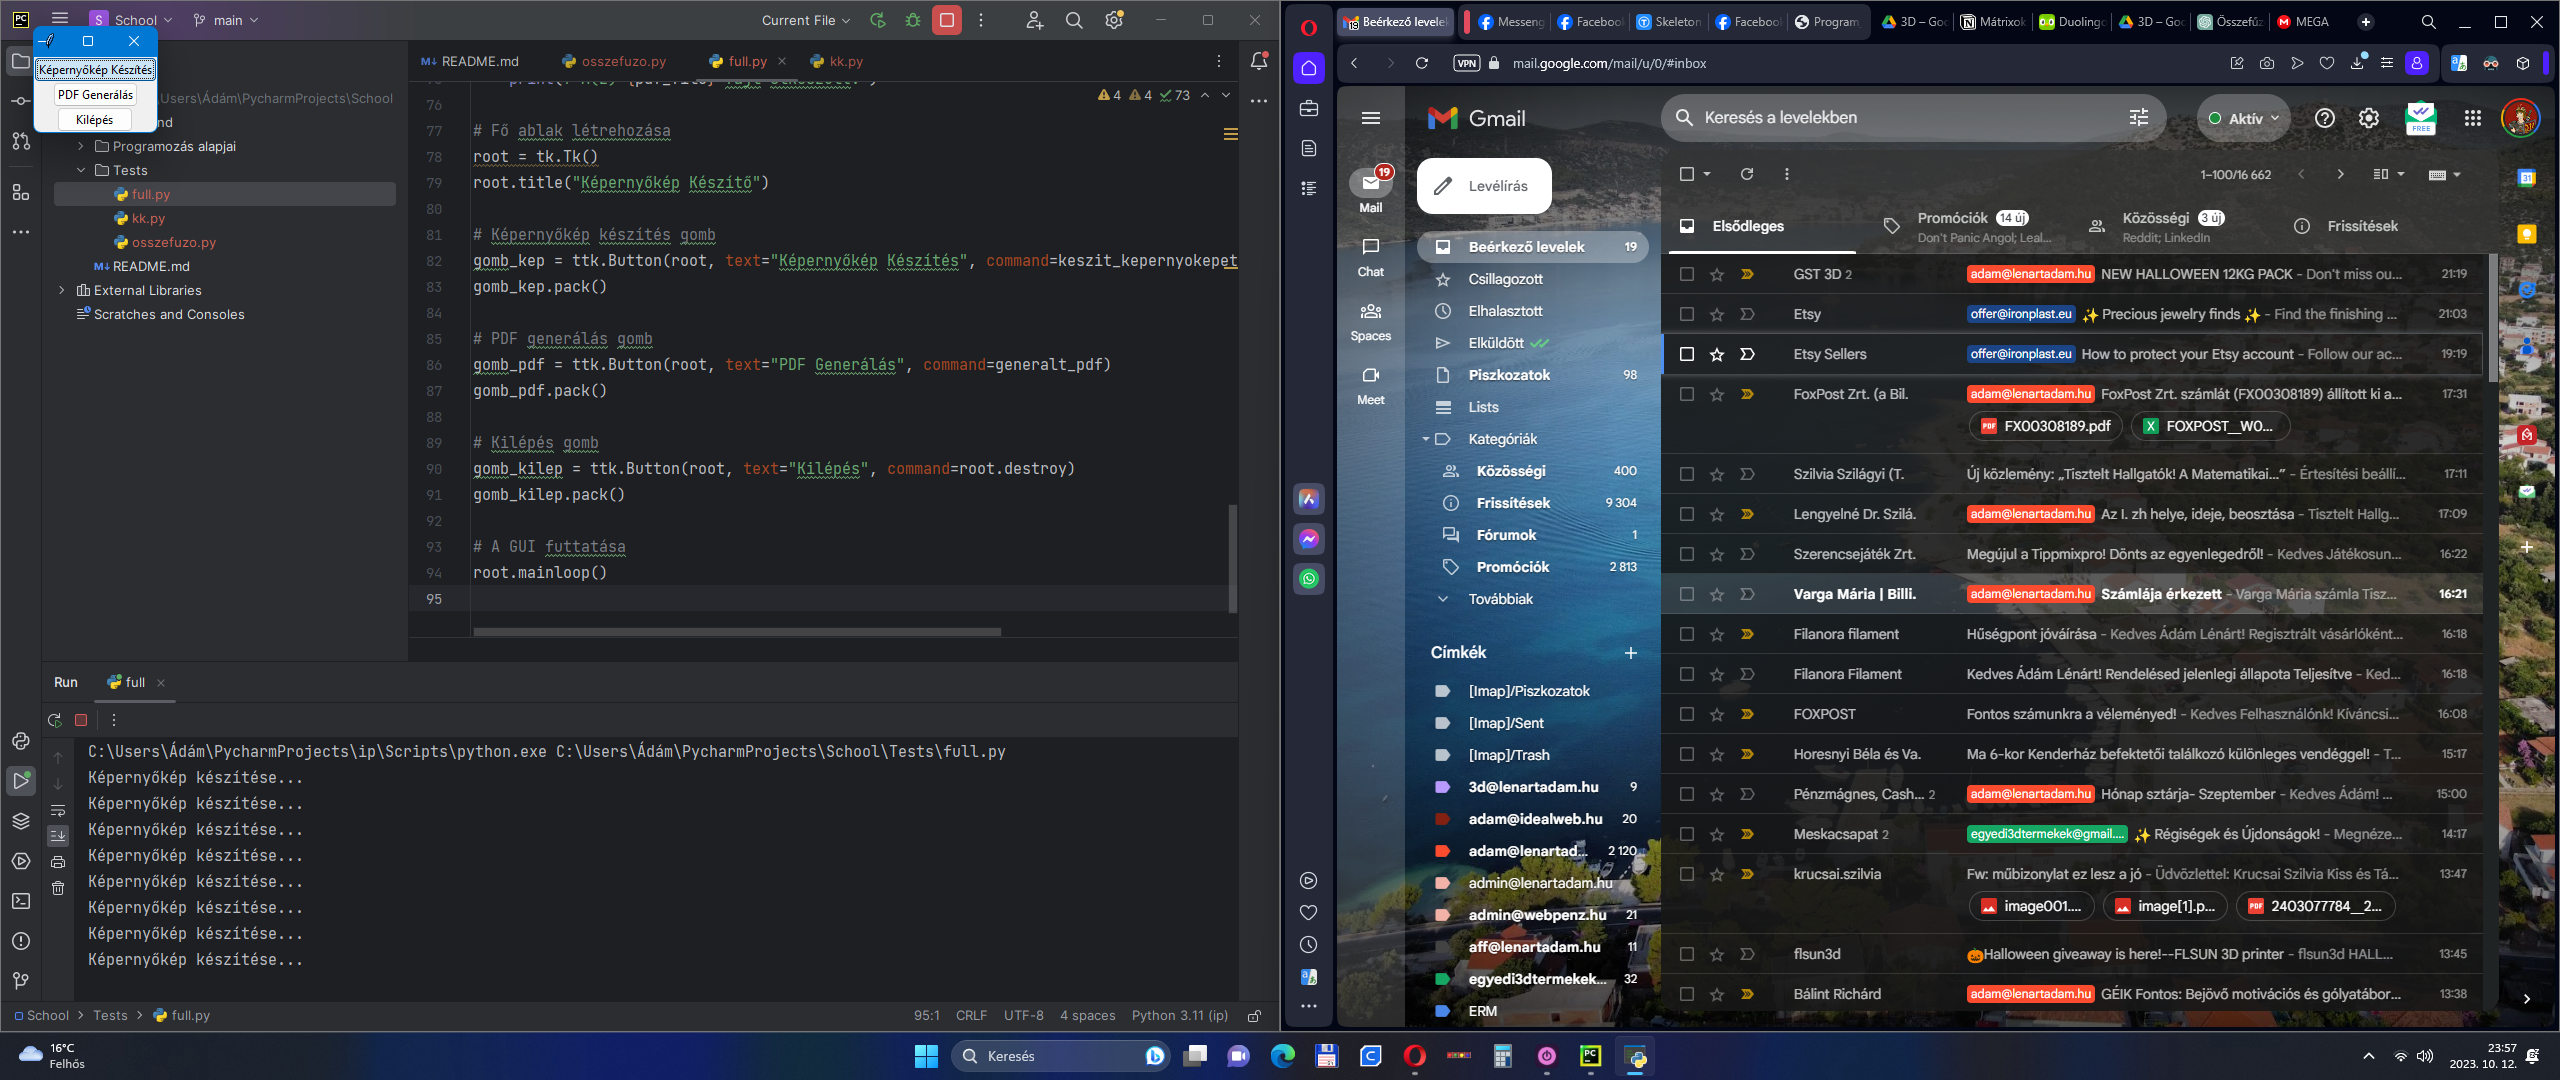 School
main
Current File
Képernyőkép Készítés
PDF Generálás
Kilépés
Users\Ádám\PycharmProjects\School
nd
Programozás alapjai
Tests
full.py
kk.py
osszefuzo.py
README.md
External Libraries
Scratches and Consoles
README.md
osszefuzo.py
full.py
kk.py
4 4 73
76
77 # Fő ablak létrehozása
78 root = tk.Tk()
79 root.title("Képernyőkép Készítő")
80
81 # Képernyőkép készítés gomb
82 gomb_kep = ttk.Button(root, text="Képernyőkép Készítés", command=keszit_kepernyokepet
83 gomb_kep.pack()
84
85 # PDF generálás gomb
86 gomb_pdf = ttk.Button(root, text="PDF Generálás", command=generalt_pdf)
87 gomb_pdf.pack()
88
89 # Kilépés gomb
90 gomb_kilep = ttk.Button(root, text="Kilépés", command=root.destroy)
91 gomb_kilep.pack()
92
93 # A GUI futtatása
94 root.mainloop()
95
Run
full
C:\Users\Ádám\PycharmProjects\ip\Scripts\python.exe C:\Users\Ádám\PycharmProjects\School\Tests\full.py
Képernyőkép készítése...
Képernyőkép készítése...
Képernyőkép készítése...
Képernyőkép készítése...
Képernyőkép készítése...
Képernyőkép készítése...
Képernyőkép készítése...
Képernyőkép készítése...
School > Tests > full.py
95:1 CRLF UTF-8 4 spaces Python 3.11 (ip)
Beérkező levelek
Messeng
Facebook
Skeleton
Facebook
Program
3D – Goo
Mátrixok
Duolingo
3D – Goo
Összefűz
MEGA
VPN mail.google.com/mail/u/0/#inbox
Gmail
Keresés a levelekben
Aktív
FREE
19
Mail
Chat
Spaces
Meet
Levélírás
Beérkező levelek 19
Csillagozott
Elhalasztott
Elküldött
Piszkozatok 98
Lists
Kategóriák
Közösségi 400
Frissítések 9 304
Fórumok 1
Promóciók 2 813
Továbbiak
Címkék
[Imap]/Piszkozatok
[Imap]/Sent
[Imap]/Trash
3d@lenartadam.hu 9
adam@idealweb.hu 20
adam@lenartad... 2 120
admin@lenartadam.hu
admin@webpenz.hu 21
aff@lenartadam.hu 11
egyedi3dtermekek... 32
ERM
1–100/16 662
Elsődleges
Promóciók 14 új
Don't Panic Angol; Leal...
Közösségi 3 új
Reddit; LinkedIn
Frissítések
GST 3D 2 adam@lenartadam.hu NEW HALLOWEEN 12KG PACK - Don't miss ou... 21:19
Etsy offer@ironplast.eu ✨ Precious jewelry finds ✨ - Find the finishing ... 21:03
Etsy Sellers offer@ironplast.eu How to protect your Etsy account - Follow our ac... 19:19
FoxPost Zrt. (a Bil. adam@lenartadam.hu FoxPost Zrt. számlát (FX00308189) állított ki a... 17:31
FX00308189.pdf FOXPOST__W0...
Szilvia Szilágyi (T. Új közlemény: „Tisztelt Hallgatók! A Matematikai...” - Értesítési beállí... 17:11
Lengyelné Dr. Szilá. adam@lenartadam.hu Az I. zh helye, ideje, beosztása - Tisztelt Hallg... 17:09
Szerencsejáték Zrt. Megújul a Tippmixpro! Dönts az egyenlegedről! - Kedves Játékosun... 16:22
Varga Mária | Billi. adam@lenartadam.hu Számlája érkezett - Varga Mária számla Tisz... 16:21
Filanora filament Hűségpont jóváírása - Kedves Ádám Lénárt! Regisztrált vásárlóként... 16:18
Filanora Filament Kedves Ádám Lénárt! Rendelésed jelenlegi állapota Teljesítve - Ked... 16:18
FOXPOST Fontos számunkra a véleményed! - Kedves Felhasználónk! Kíváncsi... 16:08
Horesnyi Béla és Va. Ma 6-kor Kenderház befektetői találkozó különleges vendéggel! - T... 15:17
Pénzmágnes, Cash... 2 adam@lenartadam.hu Hónap sztárja- Szeptember - Kedves Ádám! ... 15:00
Meskacsapat 2 egyedi3dtermekek@gmail.... ✨ Régiségek és Újdonságok! - Megnéze... 14:17
krucsai.szilvia Fw: műbizonylat ez lesz a jó - Üdvözlettel: Krucsai Szilvia Kiss és Tá... 13:47
image001.... image[1].p... 2403077784__2...
flsun3d 🎃Halloween giveaway is here!--FLSUN 3D printer - flsun3d HALL... 13:45
Bálint Richárd adam@lenartadam.hu GÉIK Fontos: Bejövő motivációs és gólyatábor... 13:38
16°C
Felhős
Keresés
23:57
2023. 10. 12.